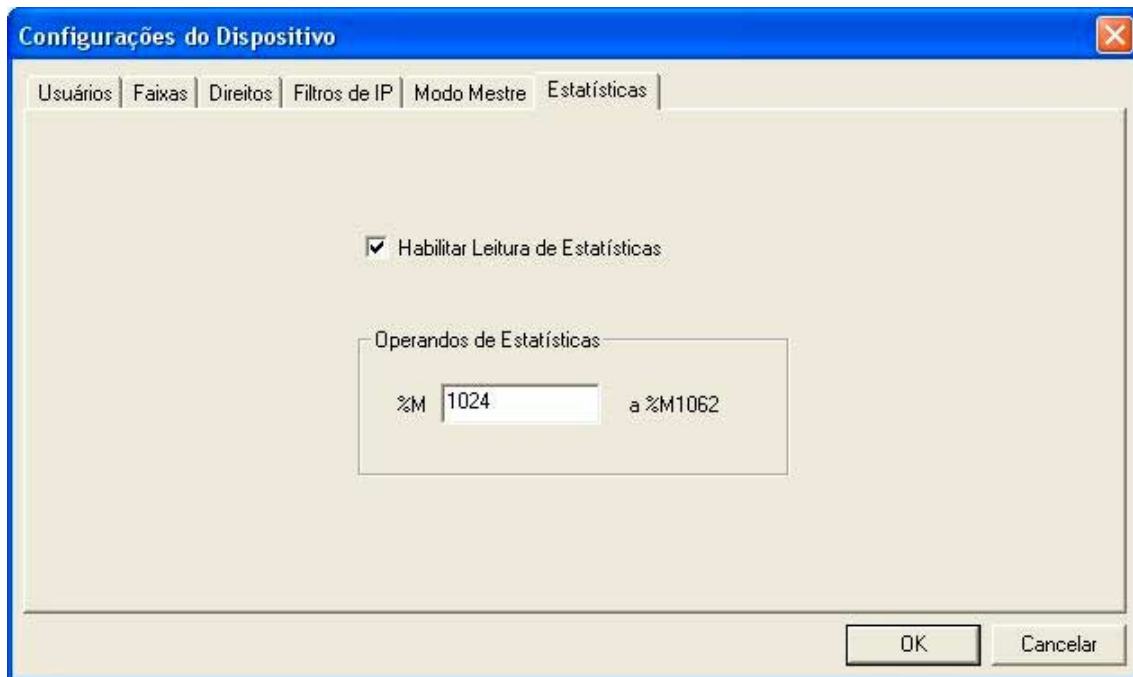 Configurações do Dispositivo
Usuários Faixas Direitos Filtros de IP Modo Mestre Estatísticas
Habilitar Leitura de Estatísticas
Operandos de Estatísticas
%M 1024 a %M1062
OK Cancelar